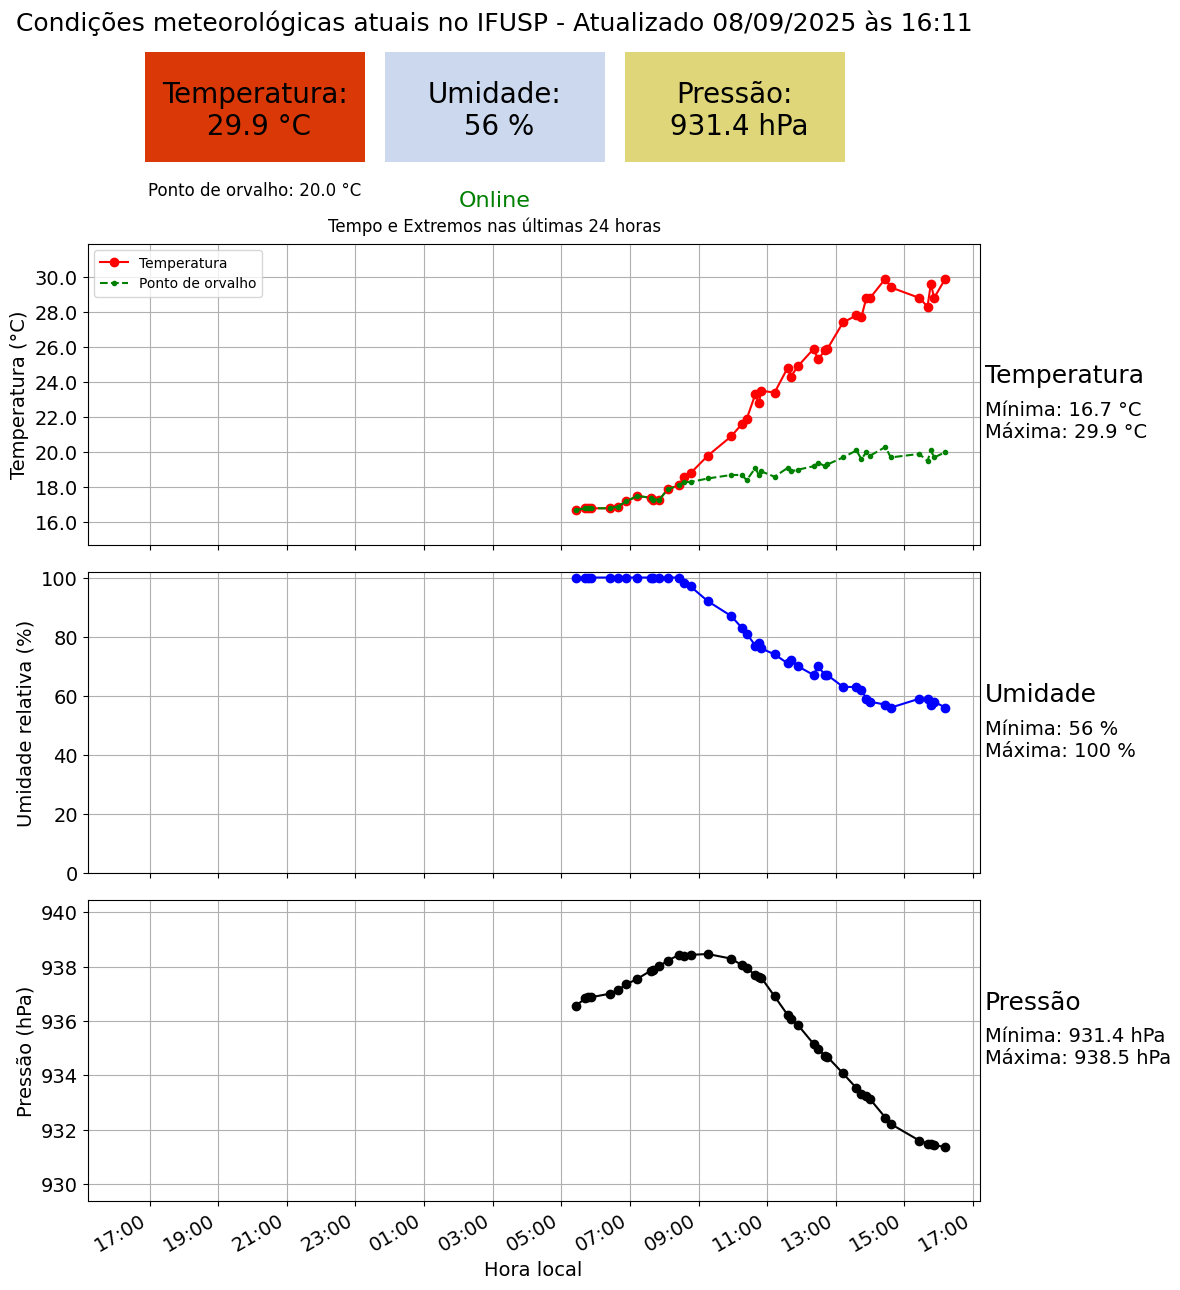 Condições meteorológicas atuais no IFUSP - Atualizado 08/09/2025 às 16:11
Temperatura:
29.9 °C
Umidade:
56 %
Pressão:
931.4 hPa
Ponto de orvalho: 20.0 °C
Online
Tempo e Extremos nas últimas 24 horas
Temperatura
Ponto de orvalho
Temperatura (°C)
30.0
28.0
26.0
24.0
22.0
20.0
18.0
16.0
Temperatura
Mínima: 16.7 °C
Máxima: 29.9 °C
Umidade relativa (%)
100
80
60
40
20
0
Umidade
Mínima: 56 %
Máxima: 100 %
Pressão (hPa)
940
938
936
934
932
930
Pressão
Mínima: 931.4 hPa
Máxima: 938.5 hPa
17:00 19:00 21:00 23:00 01:00 03:00 05:00 07:00 09:00 11:00 13:00 15:00 17:00
Hora local